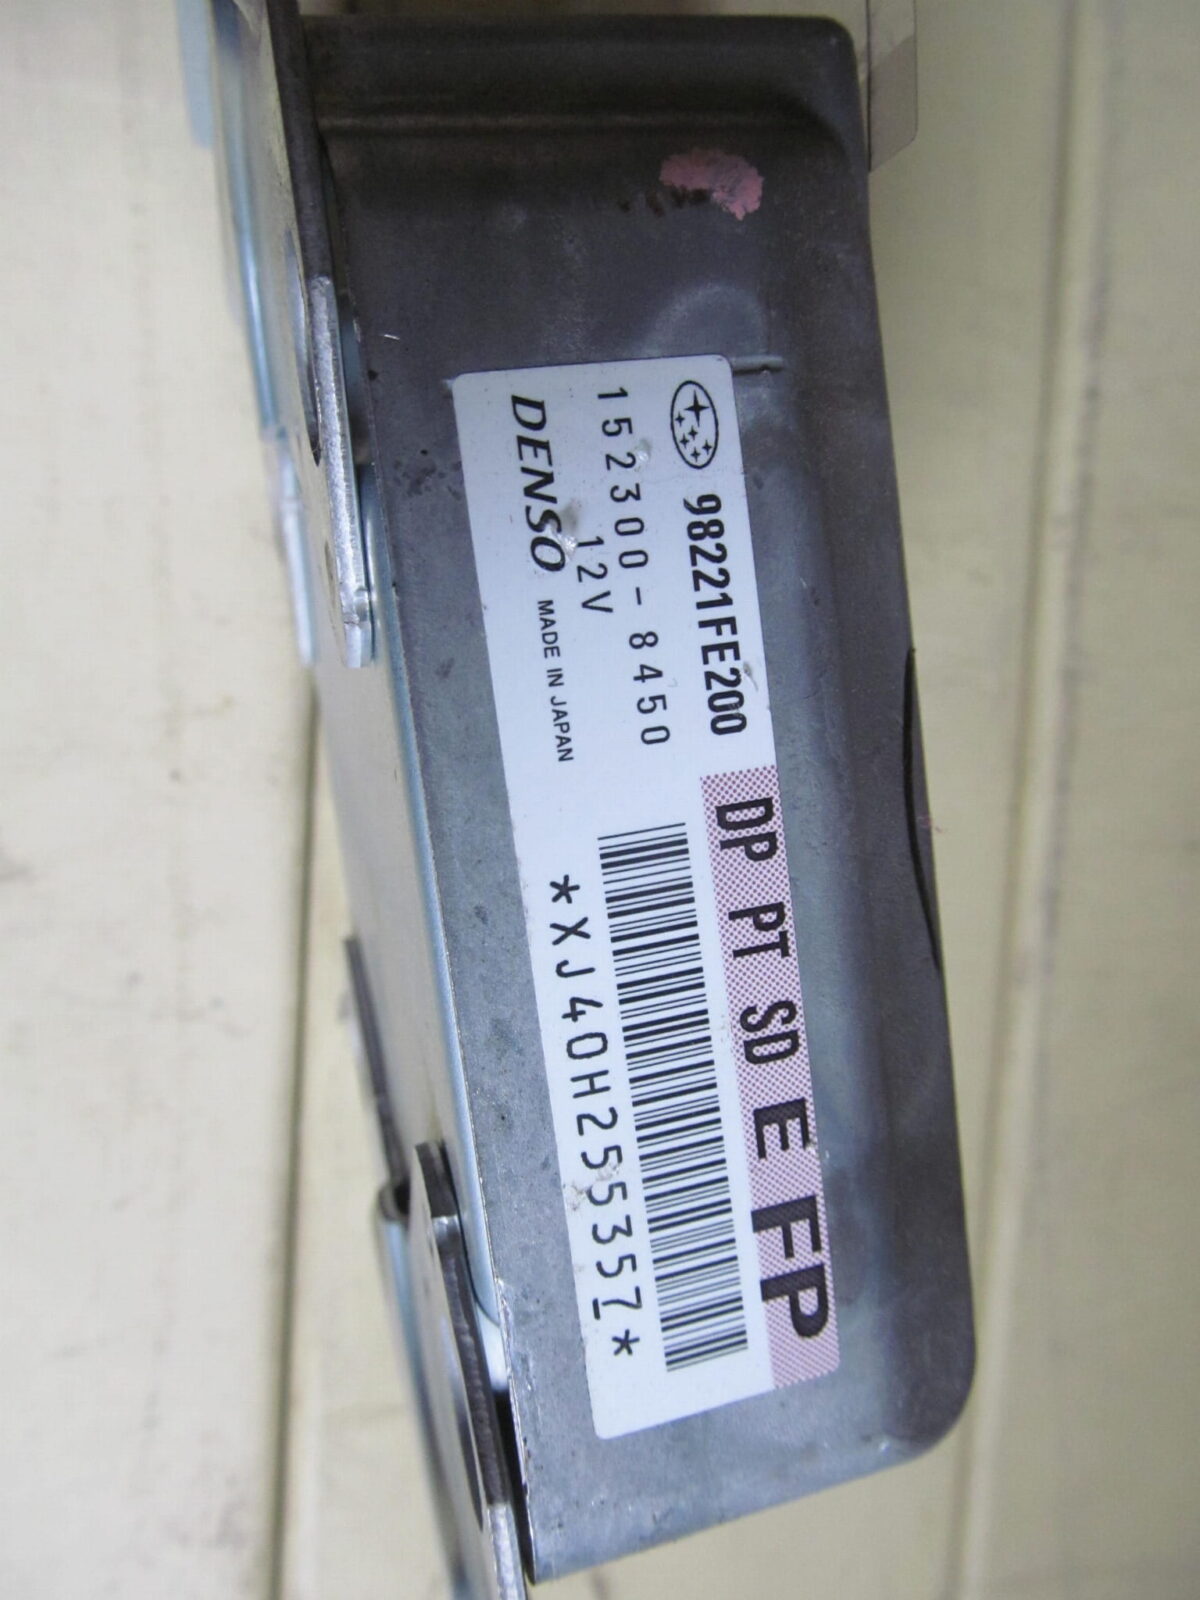 98221FE200
152300-8450
12V
DENSO MADE IN JAPAN
DP PT SD E FP
*XJ40H255357*